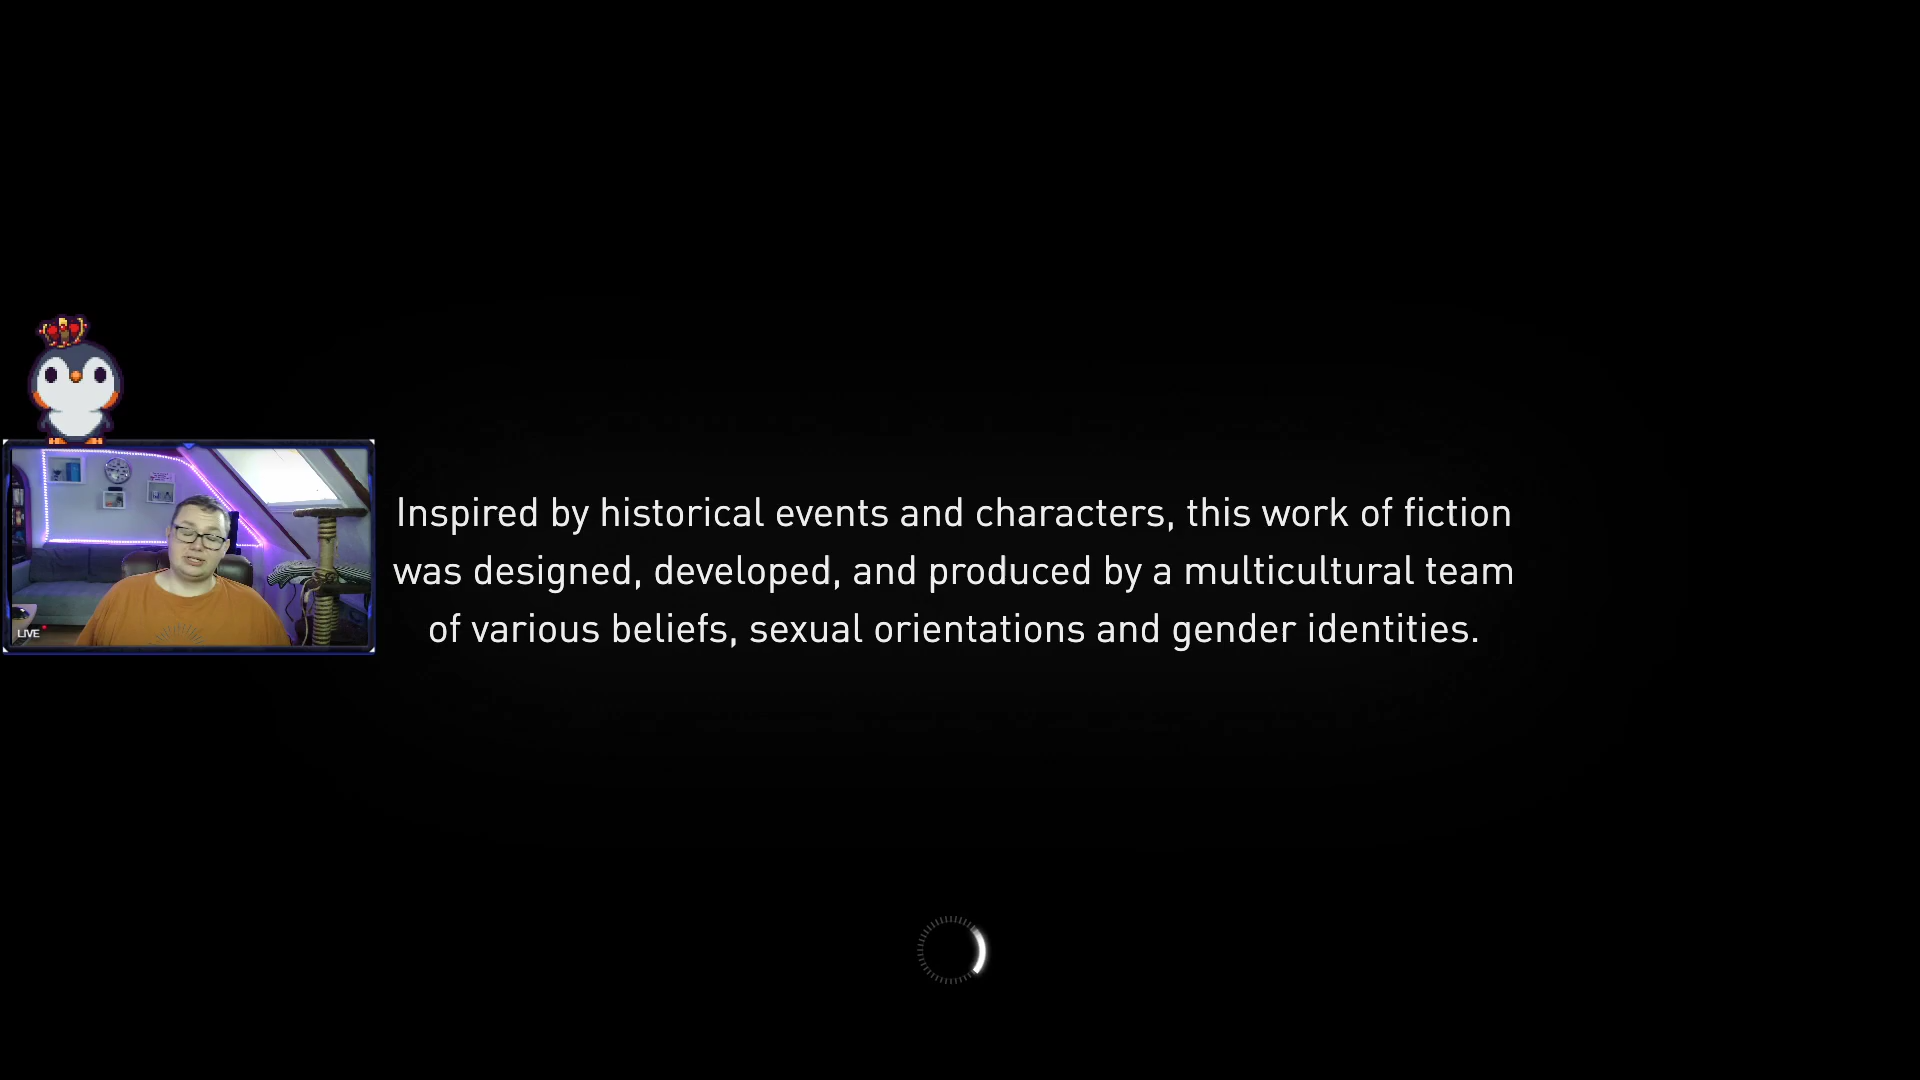 Inspired by historical events and characters, this work of fiction
was designed, developed, and produced by a multicultural team
of various beliefs, sexual orientations and gender identities.
LIVE